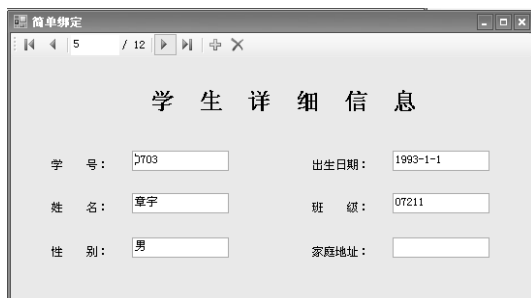 简单绑定
5 / 12
学 生 详 细 信 息
学 号： 0703 出生日期： 1993-1-1
姓 名： 章宇 班 级： 07211
性 别： 男 家庭地址：